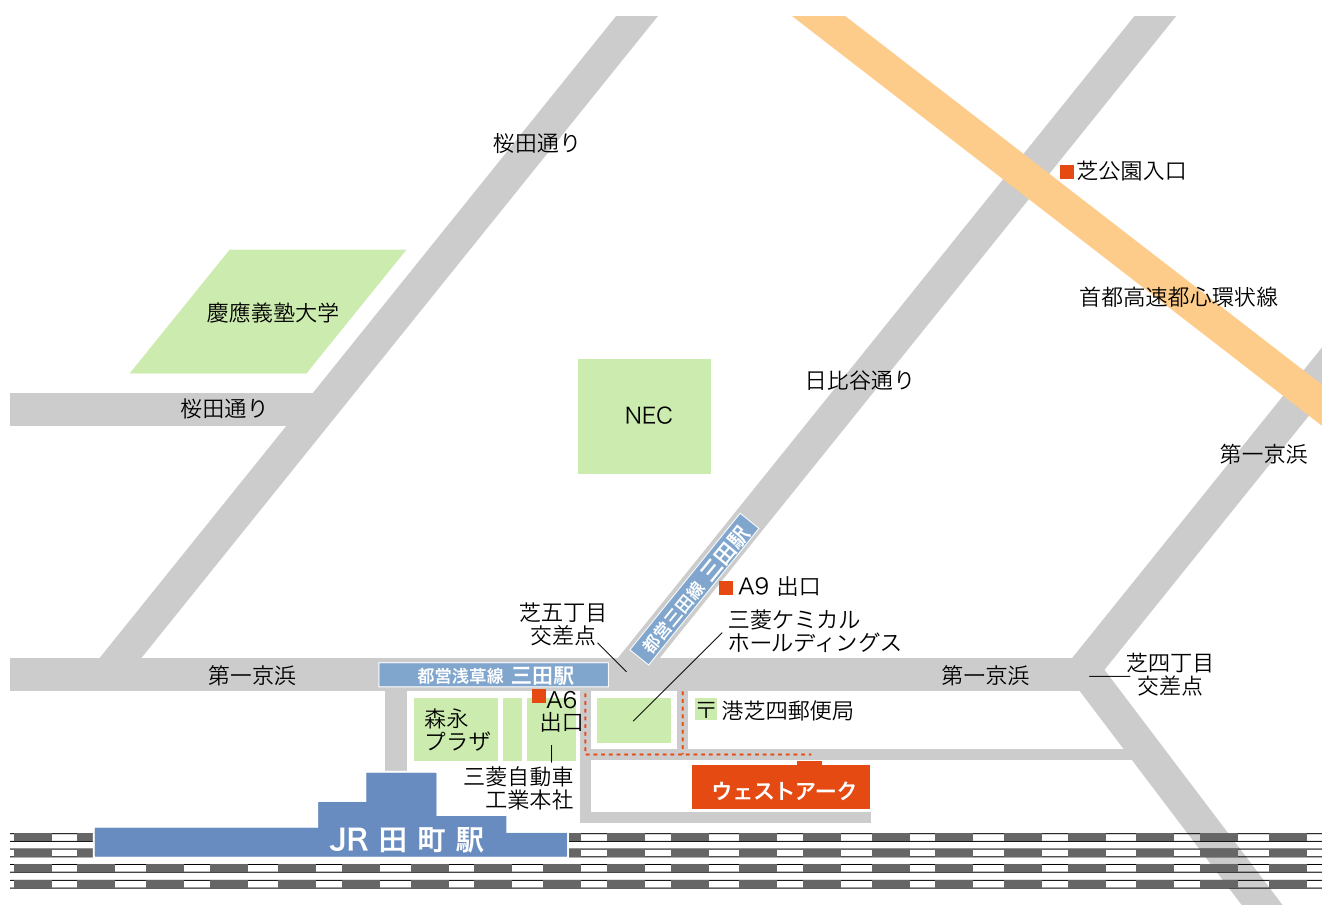 桜田通り
芝公園入口
首都高速都心環状線
慶應義塾大学
日比谷通り
桜田通り
NEC
第一京浜
都営三田線 三田駅
A9 出口
芝五丁目
交差点
三菱ケミカル
ホールディングス
第一京浜
都営浅草線 三田駅
第一京浜
芝四丁目
交差点
A6
出口
森永
プラザ
〒 港芝四郵便局
三菱自動車
工業本社
ウェストアーク
JR 田 町 駅